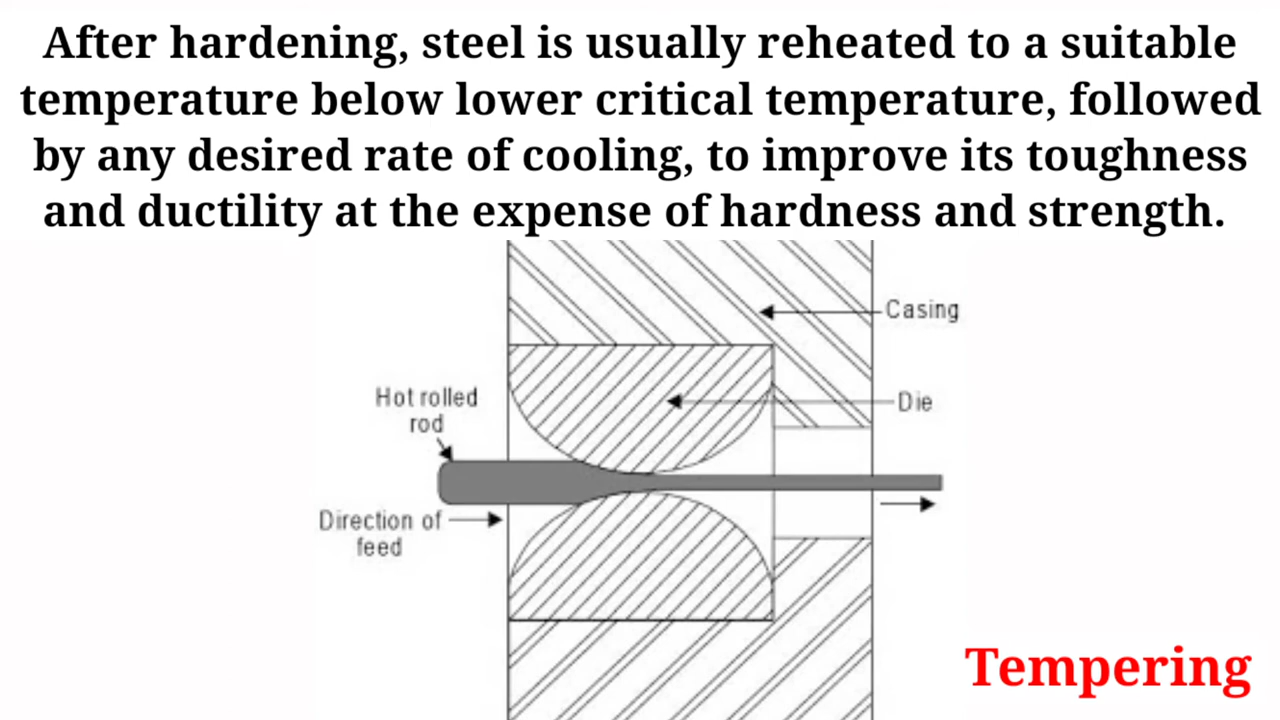 After hardening, steel is usually reheated to a suitable
temperature below lower critical temperature, followed
by any desired rate of cooling, to improve its toughness
and ductility at the expense of hardness and strength.
Casing
Hot rolled
rod
Die
Direction of
feed
Tempering